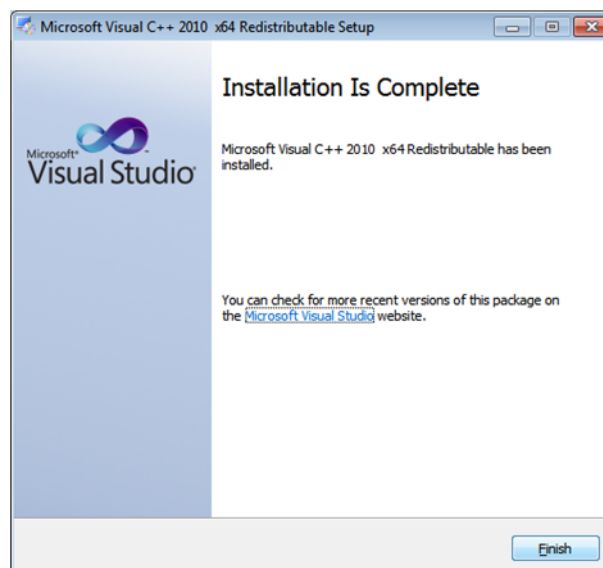 Microsoft Visual C++ 2010  x64 Redistributable Setup
Installation Is Complete
Microsoft®
Visual Studio®
Microsoft Visual C++ 2010  x64 Redistributable has been
installed.
You can check for more recent versions of this package on
the Microsoft Visual Studio website.
Finish